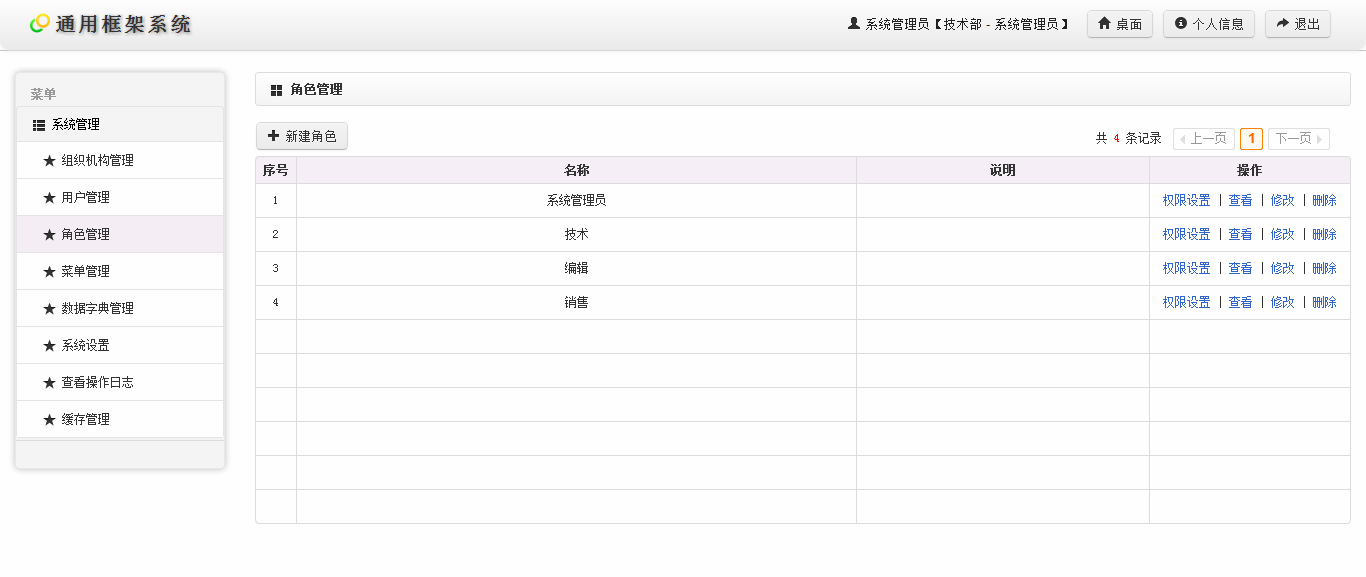 通用框架系统
系统管理员【技术部 - 系统管理员】 桌面 个人信息 退出
菜单
系统管理
组织机构管理
用户管理
角色管理
菜单管理
数据字典管理
系统设置
查看操作日志
缓存管理
角色管理
新建角色
共 4 条记录 上一页 1 下一页
序号 名称 说明 操作
1 系统管理员 权限设置 | 查看 | 修改 | 删除
2 技术 权限设置 | 查看 | 修改 | 删除
3 编辑 权限设置 | 查看 | 修改 | 删除
4 销售 权限设置 | 查看 | 修改 | 删除